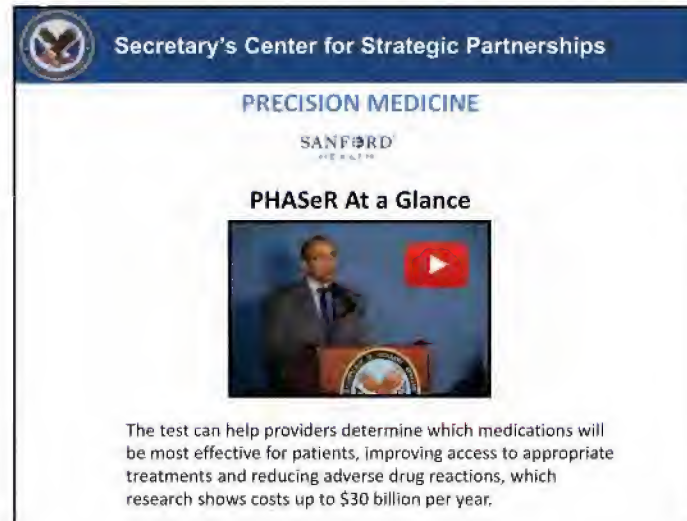 Secretary's Center for Strategic Partnerships
PRECISION MEDICINE
SANFORD
HEALTH
PHASeR At a Glance
The test can help providers determine which medications will
be most effective for patients, improving access to appropriate
treatments and reducing adverse drug reactions, which
research shows costs up to $30 billion per year.